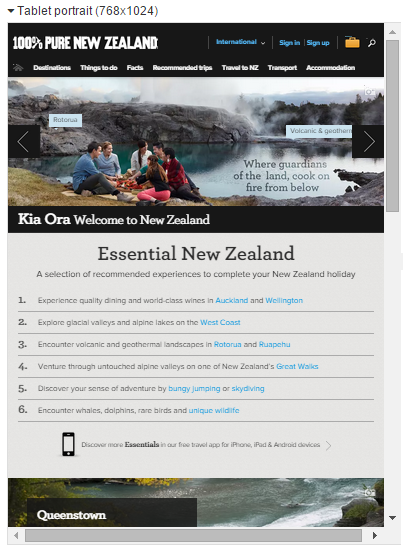 Tablet portrait (768x1024)
100% PURE NEW ZEALAND
International
Sign in
Sign up
Destinations Things to do Facts Recommended trips Travel to NZ Transport Accommodation
Rotorua
Volcanic & geotherm
Where guardians
of the land, cook on
fire from below
Kia Ora Welcome to New Zealand
Essential New Zealand
A selection of recommended experiences to complete your New Zealand holiday
1. Experience quality dining and world-class wines in Auckland and Wellington
2. Explore glacial valleys and alpine lakes on the West Coast
3. Encounter volcanic and geothermal landscapes in Rotorua and Ruapehu
4. Venture through untouched alpine valleys on one of New Zealand's Great Walks
5. Discover your sense of adventure by bungy jumping or skydiving
6. Encounter whales, dolphins, rare birds and unique wildlife
Discover more Essentials in our free travel app for iPhone, iPad & Android devices
Queenstown